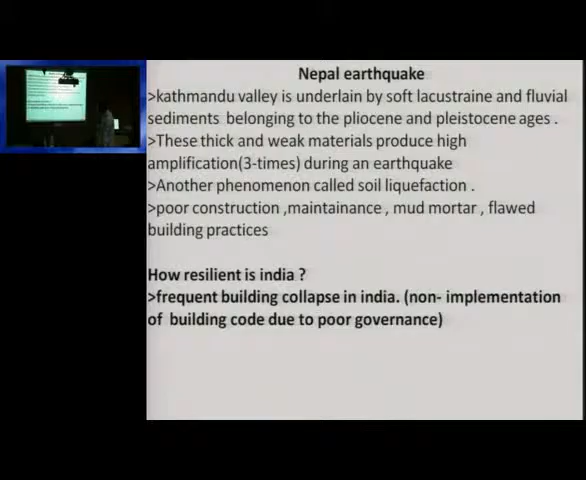 Nepal earthquake
>kathmandu valley is underlain by soft lacustraine and fluvial
sediments belonging to the pliocene and pleistocene ages .
>These thick and weak materials produce high
amplification(3-times) during an earthquake
>Another phenomenon called soil liquefaction .
>poor construction ,maintainance , mud mortar , flawed
building practices
How resilient is india ?
>frequent building collapse in india. (non- implementation
of building code due to poor governance)